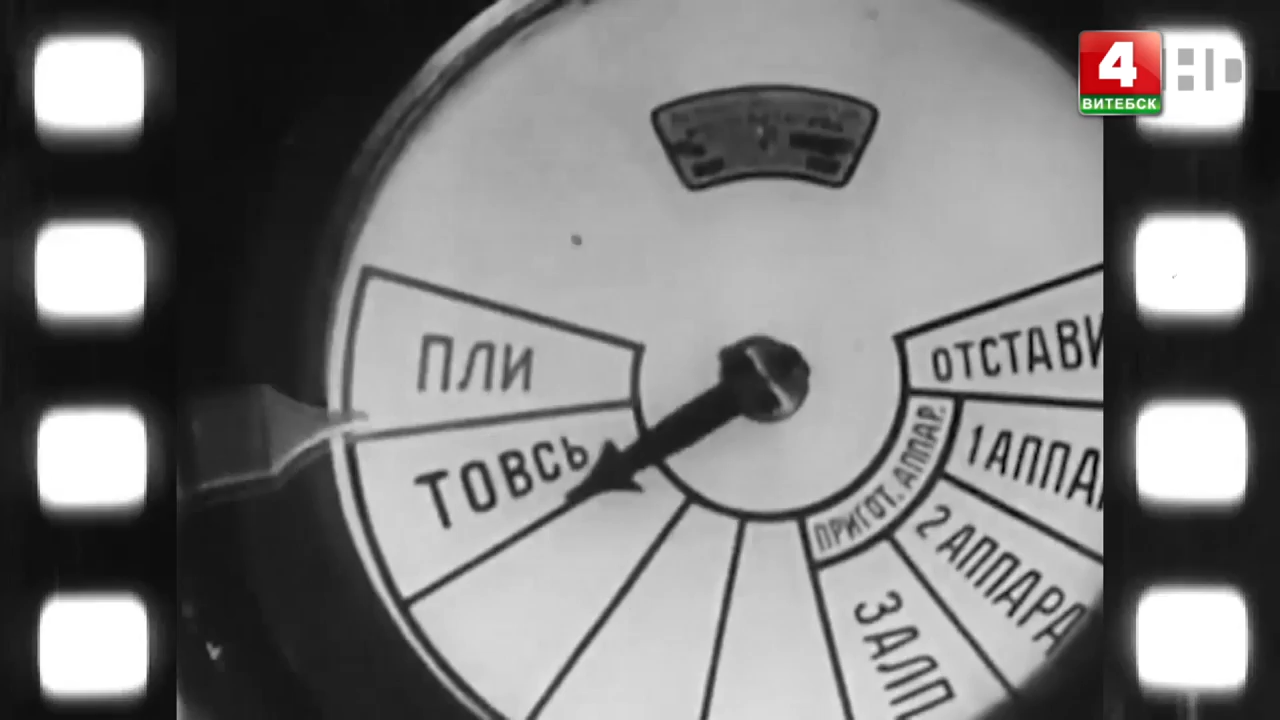 4
HD
ВИТЕБСК
ПЛИ
ТОВСЬ
ОТСТАВИ
1 АППАР
2 АППАРА
ПРИГОТ. АППАР.
ЗАЛП